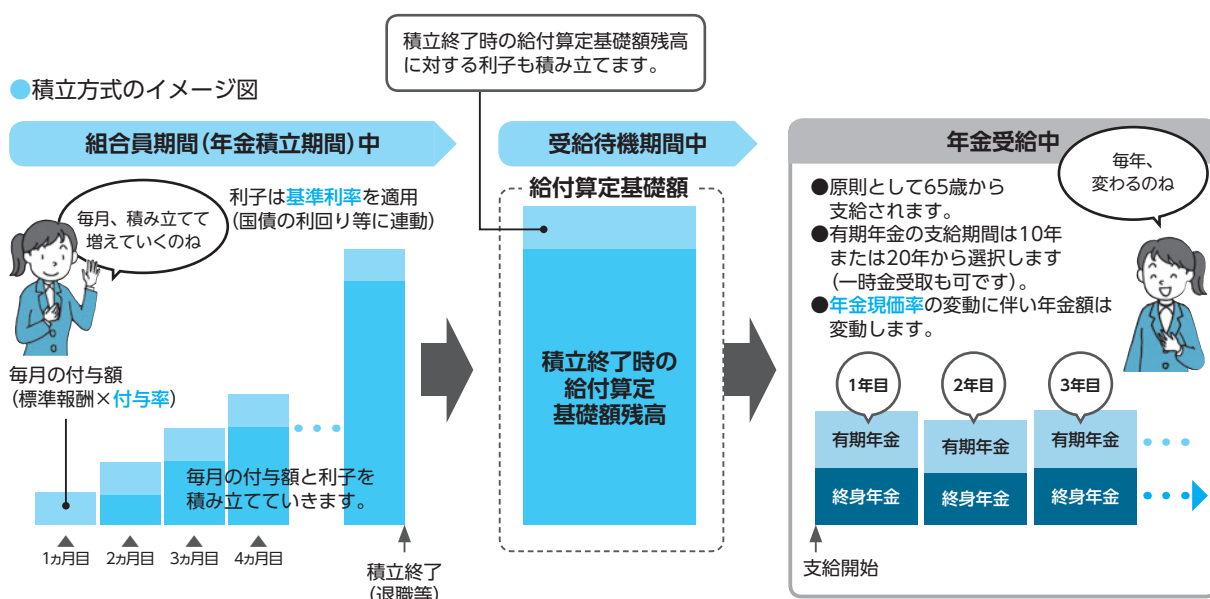 積立終了時の給付算定基礎額残高
に対する利子も積み立てます。
●積立方式のイメージ図
組合員期間(年金積立期間)中
毎月、積み立てて
増えていくのね
利子は基準利率を適用
(国債の利回り等に連動)
毎月の付与額
(標準報酬×付与率)
毎月の付与額と利子を
積み立てていきます。
1ヵ月目
2ヵ月目
3ヵ月目
4ヵ月目
積立終了
(退職等)
受給待機期間中
給付算定基礎額
積立終了時の
給付算定
基礎額残高
年金受給中
毎年、
変わるのね
●原則として65歳から
支給されます。
●有期年金の支給期間は10年
または20年から選択します
(一時金受取も可です)。
●年金現価率の変動に伴い年金額は
変動します。
1年目
2年目
3年目
有期年金
有期年金
有期年金
終身年金
終身年金
終身年金
支給開始